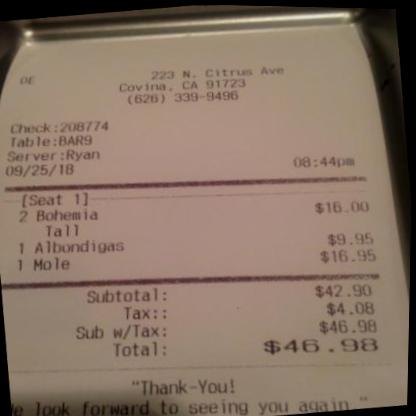 OE
223 N. Citrus Ave
Covina, CA 91723
(626) 339-9496
Check:208774
Table:BAR9
Server:Ryan
09/25/18 08:44pm
[Seat 1]
2 Bohemia $16.00
Tall
1 Albondigas $9.95
1 Mole $16.95
Subtotal: $42.90
Tax:: $4.08
Sub w/Tax: $46.98
Total: $46.98
"Thank-You!
look forward to seeing you again "